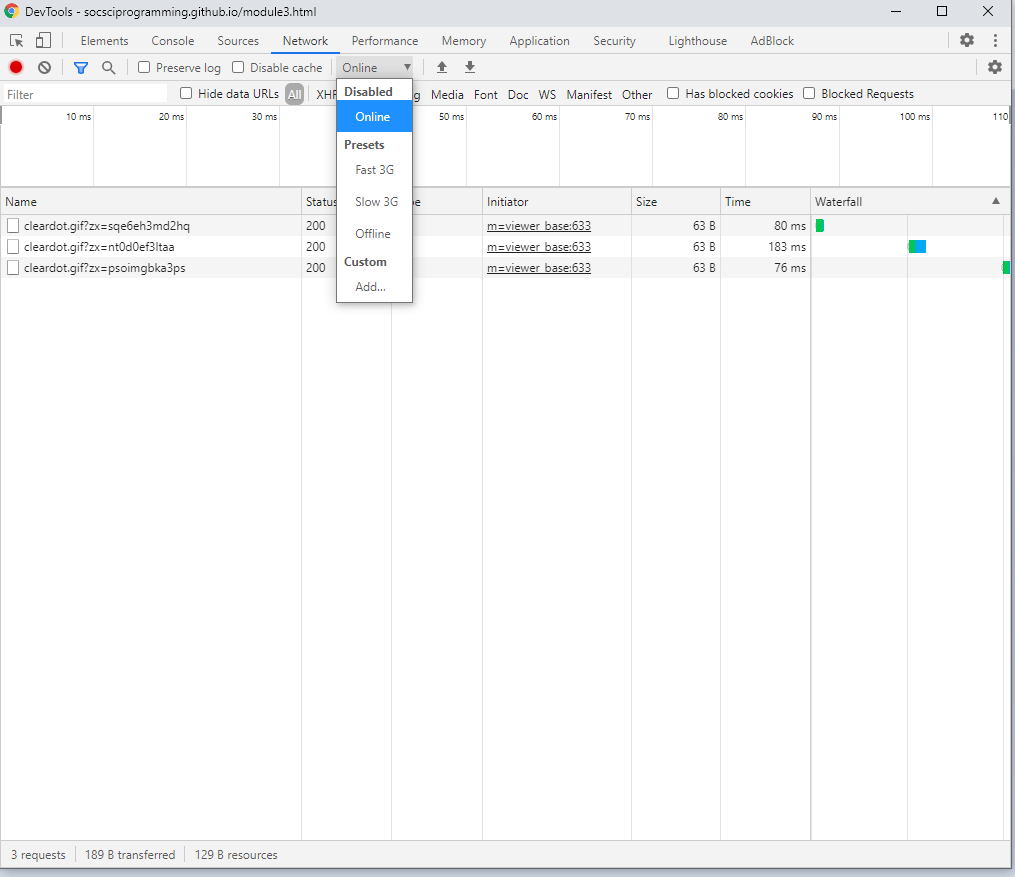 DevTools - socsciprogramming.github.io/module3.html
Elements Console Sources Network Performance Memory Application Security Lighthouse AdBlock
Preserve log Disable cache Online
Filter Hide data URLs All XHR Media Font Doc WS Manifest Other Has blocked cookies Blocked Requests
Disabled
Online
Presets
Fast 3G
Slow 3G
Offline
Custom
Add...
10 ms 20 ms 30 ms 50 ms 60 ms 70 ms 80 ms 90 ms 100 ms 110
Name Status Initiator Size Time Waterfall
cleardot.gif?zx=sqe6eh3md2hq 200 m=viewer_base:633 63 B 80 ms
cleardot.gif?zx=nt0d0ef3ltaa 200 m=viewer_base:633 63 B 183 ms
cleardot.gif?zx=psoimgbka3ps 200 m=viewer_base:633 63 B 76 ms
3 requests 189 B transferred 129 B resources